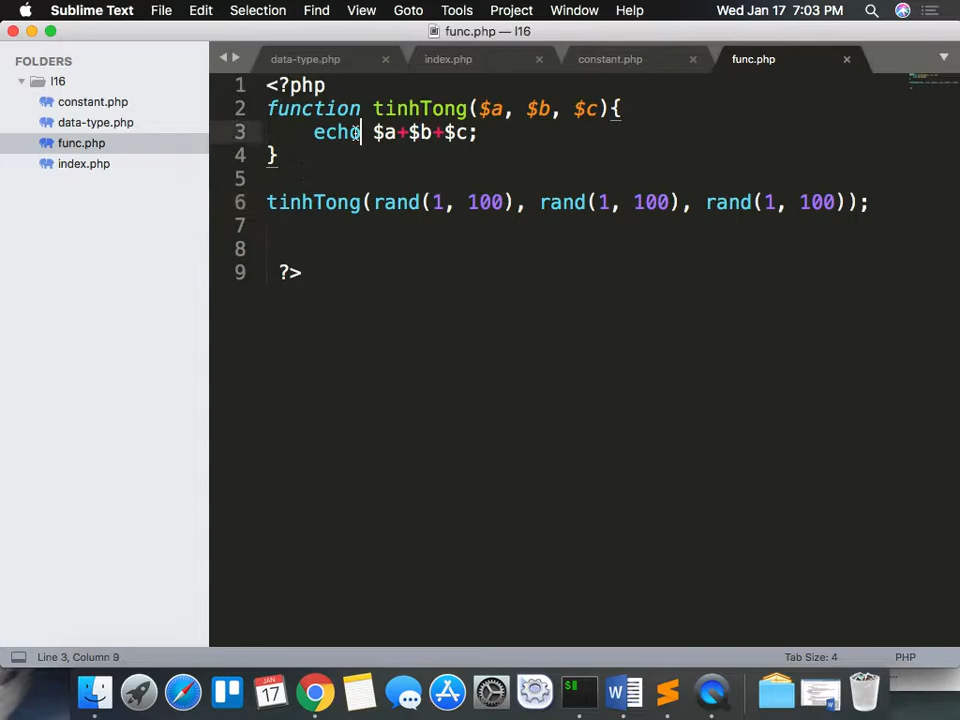 Sublime Text File Edit Selection Find View Goto Tools Project Window Help Wed Jan 17 7:03 PM
func.php — l16
FOLDERS
l16
constant.php
data-type.php
func.php
index.php
data-type.php × index.php × constant.php × func.php ×
1 <?php
2 function tinhTong($a, $b, $c){
3 echo $a+$b+$c;
4 }
5
6 tinhTong(rand(1, 100), rand(1, 100), rand(1, 100));
7
8
9 ?>
Line 3, Column 9 Tab Size: 4 PHP
JAN
17